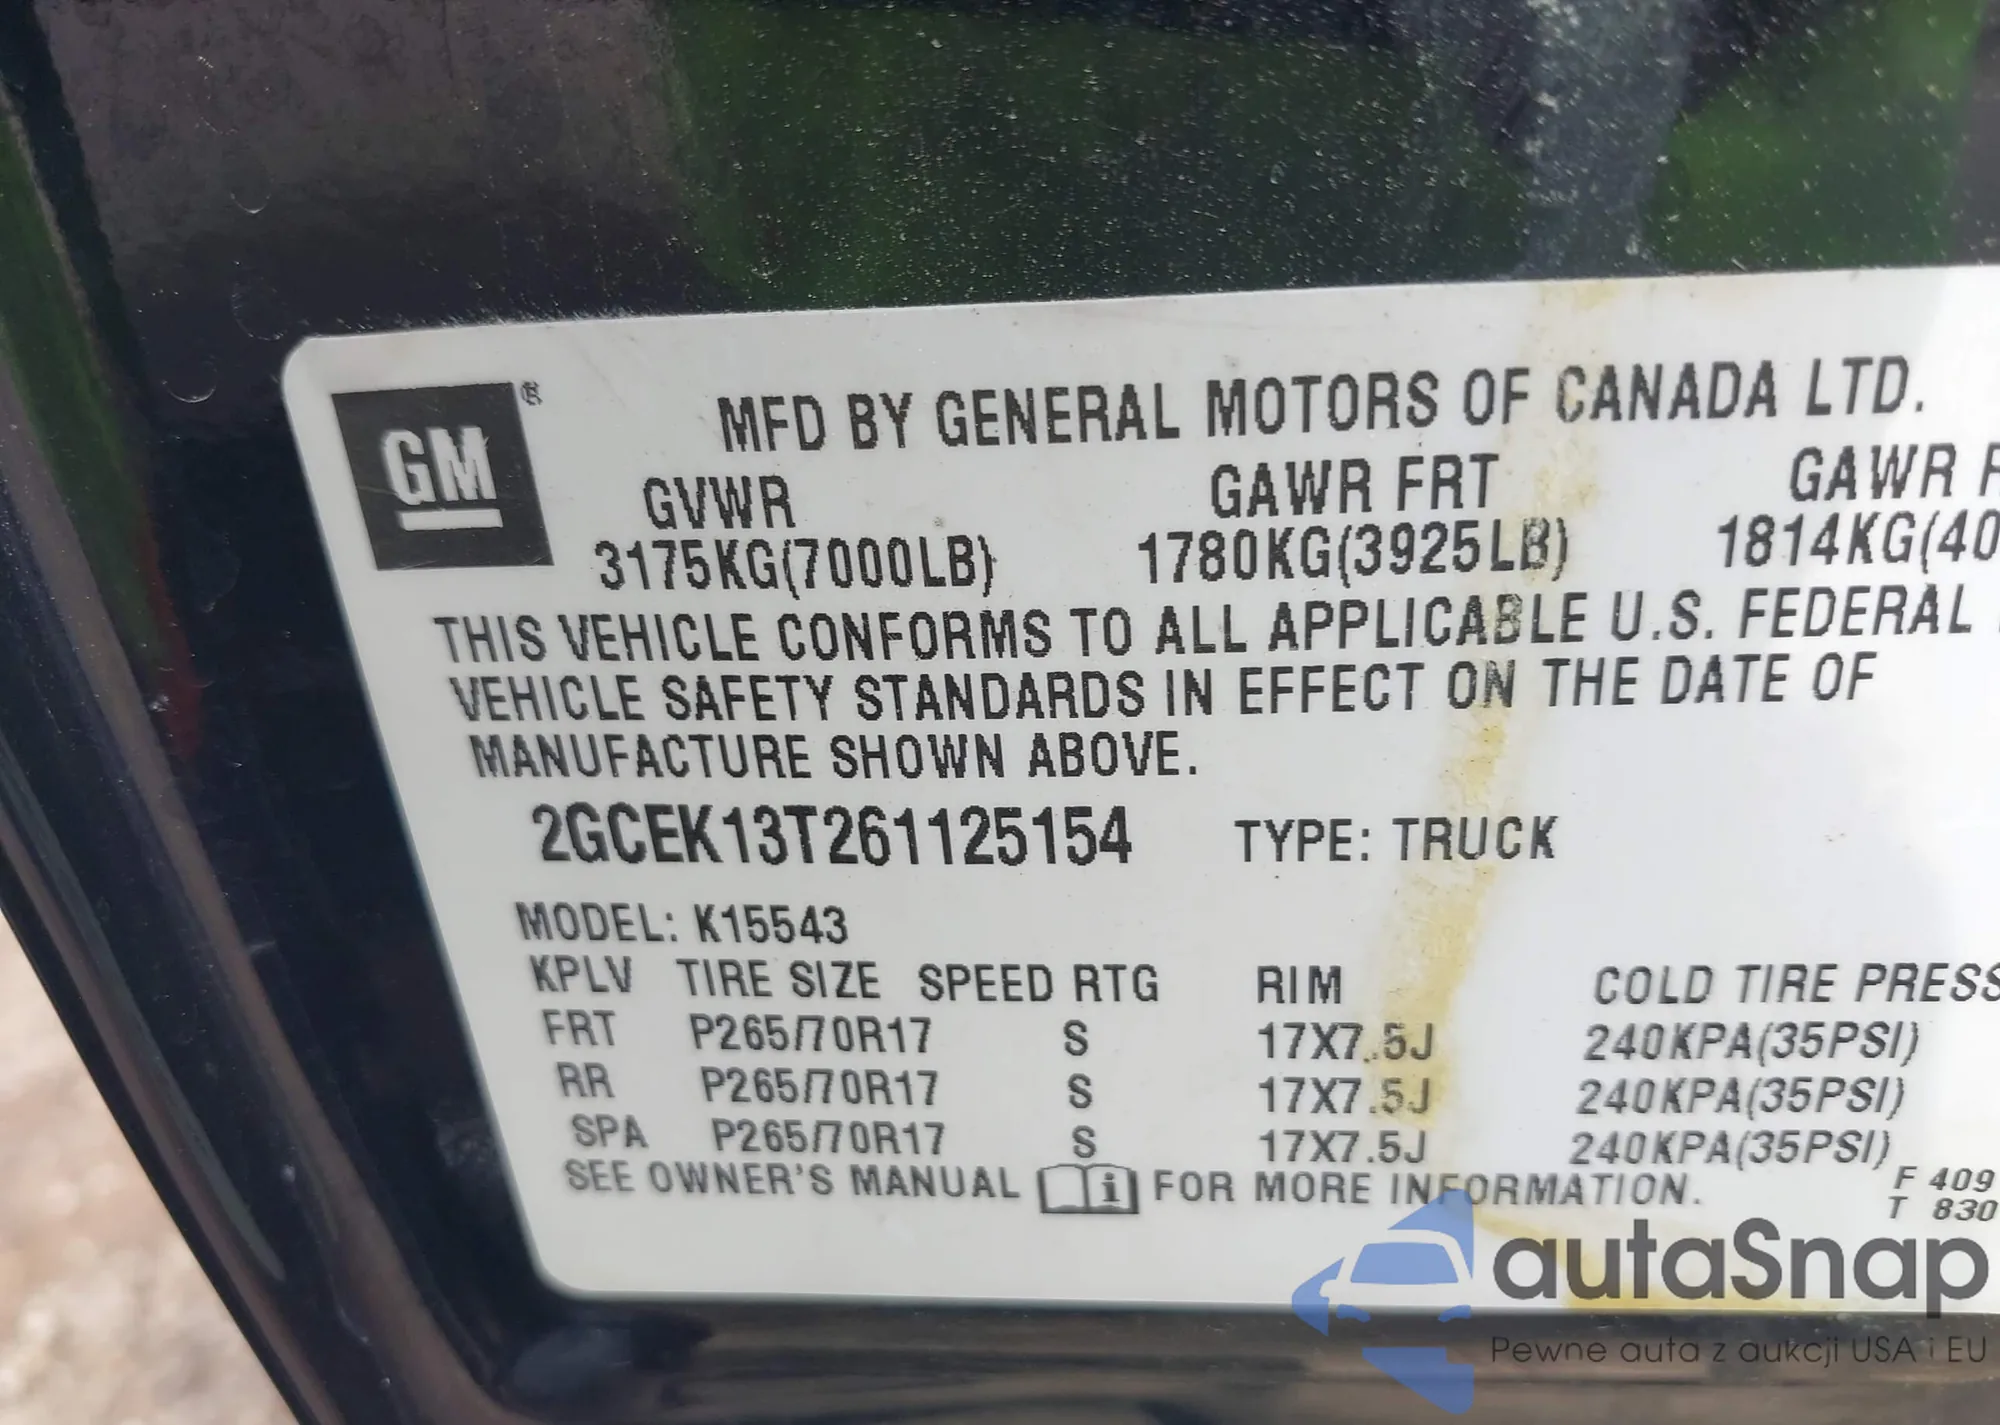 GM®
MFD BY GENERAL MOTORS OF CANADA LTD.
GVWR GAWR FRT GAWR R
3175KG(7000LB) 1780KG(3925LB) 1814KG(40
THIS VEHICLE CONFORMS TO ALL APPLICABLE U.S. FEDERAL
VEHICLE SAFETY STANDARDS IN EFFECT ON THE DATE OF
MANUFACTURE SHOWN ABOVE.
2GCEK13T261125154 TYPE: TRUCK
MODEL: K15543
KPLV TIRE SIZE SPEED RTG RIM COLD TIRE PRESS
FRT P265/70R17 S 17X7.5J 240KPA(35PSI)
RR P265/70R17 S 17X7.5J 240KPA(35PSI)
SPA P265/70R17 S 17X7.5J 240KPA(35PSI)
SEE OWNER'S MANUAL i FOR MORE INFORMATION.
F 409
T 830
autaSnap
Pewne auta z aukcji USA i EU